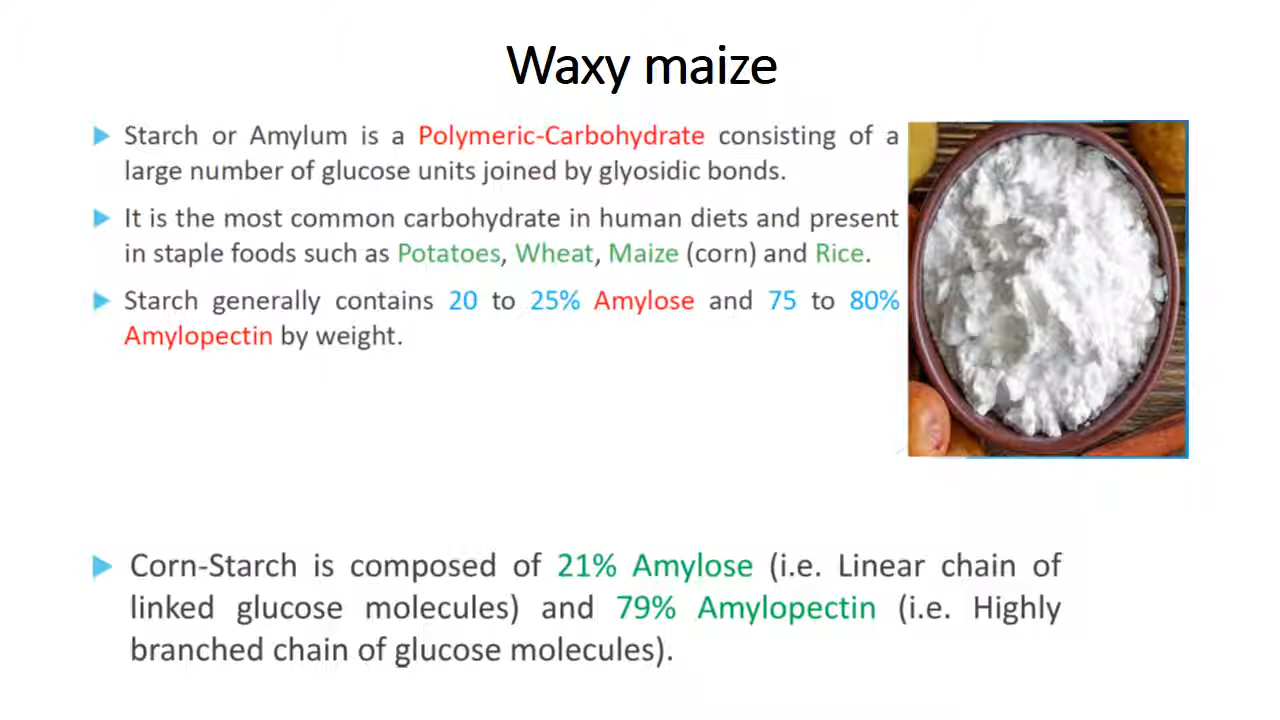 Waxy maize
Starch or Amylum is a Polymeric-Carbohydrate consisting of a
large number of glucose units joined by glyosidic bonds.
It is the most common carbohydrate in human diets and present
in staple foods such as Potatoes, Wheat, Maize (corn) and Rice.
Starch generally contains 20 to 25% Amylose and 75 to 80%
Amylopectin by weight.
Corn-Starch is composed of 21% Amylose (i.e. Linear chain of
linked glucose molecules) and 79% Amylopectin (i.e. Highly
branched chain of glucose molecules).